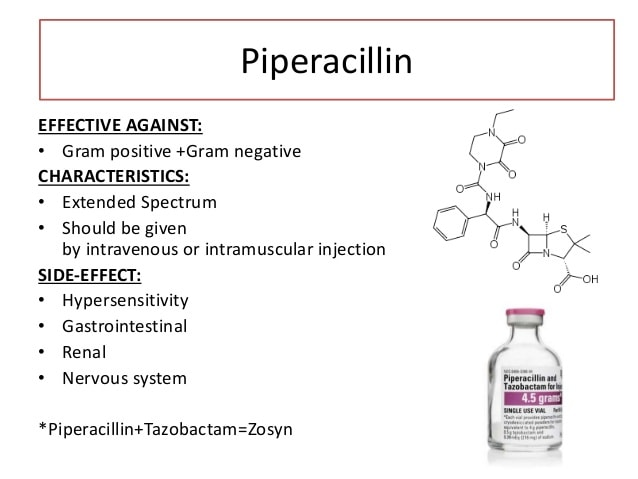 Piperacillin
EFFECTIVE AGAINST:
• Gram positive +Gram negative
CHARACTERISTICS:
• Extended Spectrum
• Should be given
by intravenous or intramuscular injection
SIDE-EFFECT:
• Hypersensitivity
• Gastrointestinal
• Renal
• Nervous system
*Piperacillin+Tazobactam=Zosyn
N
O
N
O
O
NH
H
N
O
H
S
N
O
O
OH
Piperacillin and
Tazobactam for
4.5 grams*
SINGLE USE VIAL